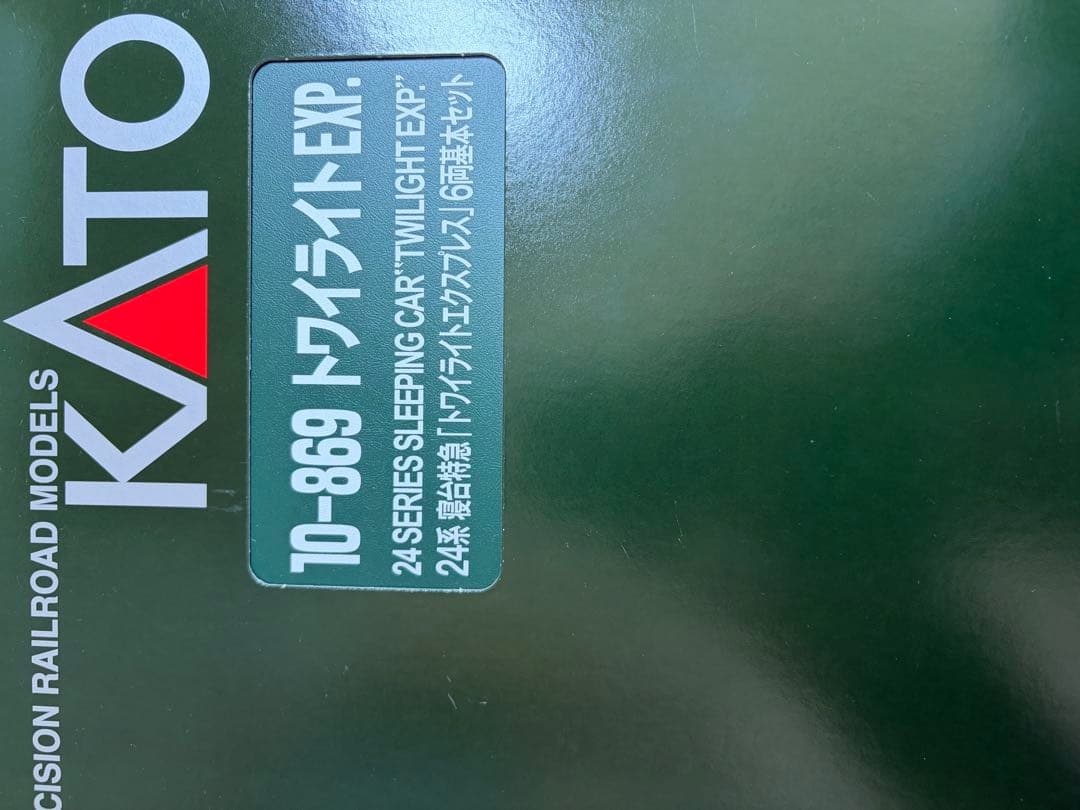 CISION RAILROAD MODELS
KATO
10-869 トワイライトEXP.
24 SERIES SLEEPING CAR"TWILIGHT EXP."
24系 寝台特急「トワイライトエクスプレス」6両基本セット